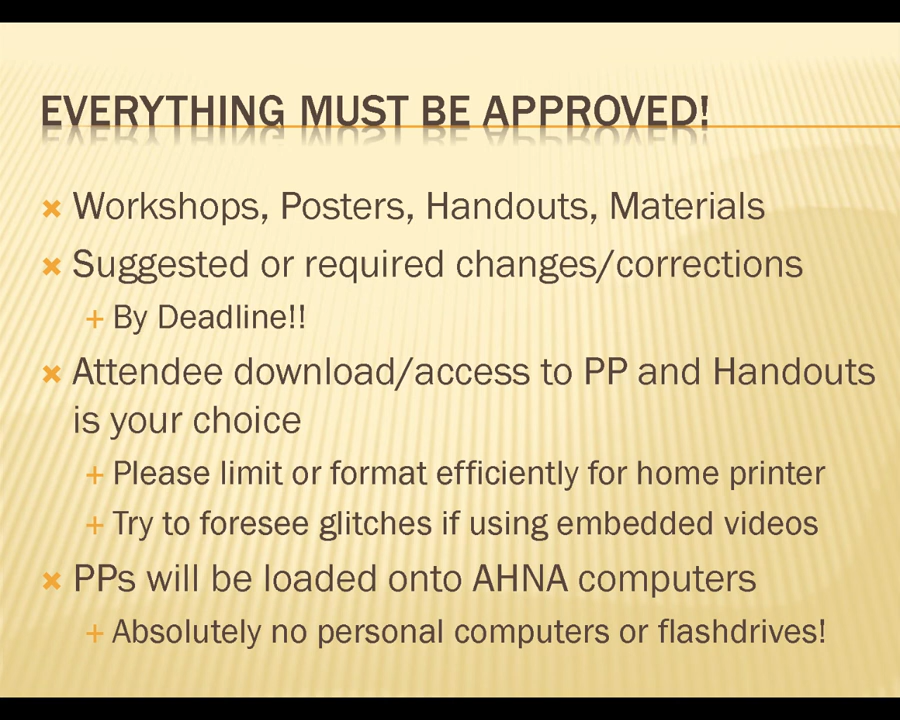 EVERYTHING MUST BE APPROVED!
Workshops, Posters, Handouts, Materials
Suggested or required changes/corrections
By Deadline!!
Attendee download/access to PP and Handouts
is your choice
Please limit or format efficiently for home printer
Try to foresee glitches if using embedded videos
PPs will be loaded onto AHNA computers
Absolutely no personal computers or flashdrives!